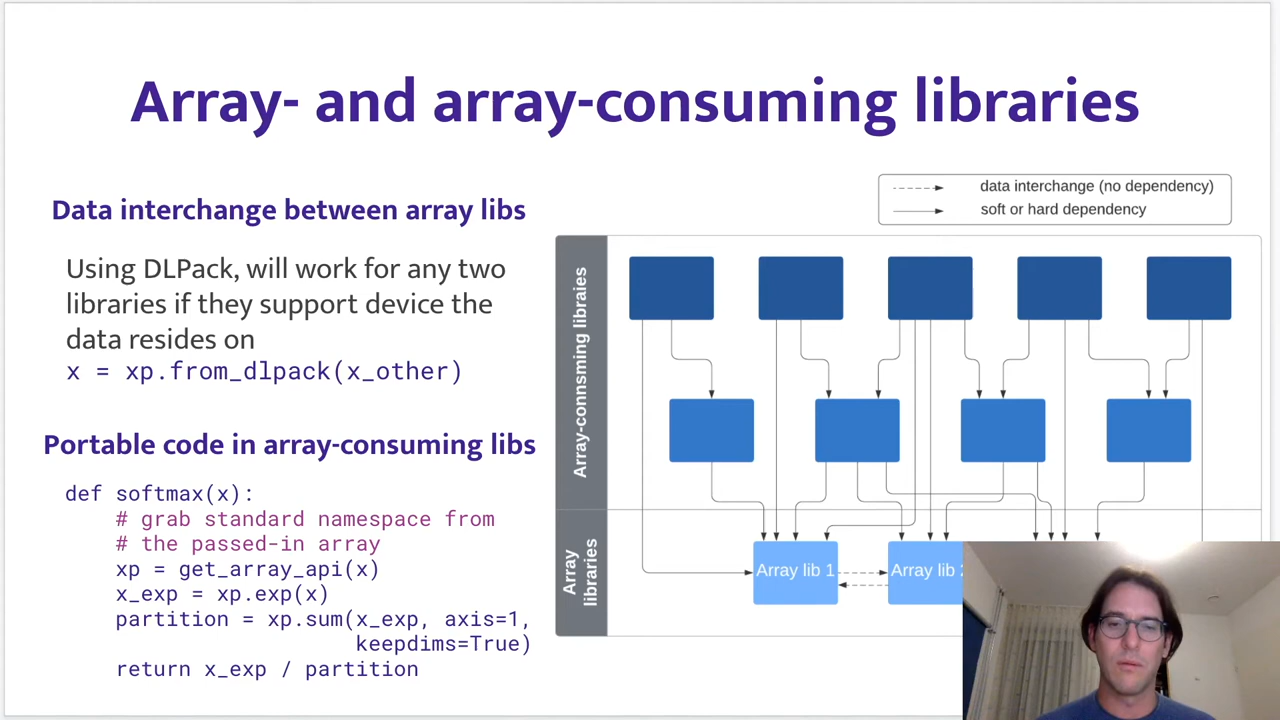 Array- and array-consuming libraries
Data interchange between array libs
Using DLPack, will work for any two
libraries if they support device the
data resides on
x = xp.from_dlpack(x_other)
Portable code in array-consuming libs
def softmax(x):
# grab standard namespace from
# the passed-in array
xp = get_array_api(x)
x_exp = xp.exp(x)
partition = xp.sum(x_exp, axis=1,
keepdims=True)
return x_exp / partition
data interchange (no dependency)
soft or hard dependency
Array-connsming libraies
Array
libraries
Array lib 1
Array lib